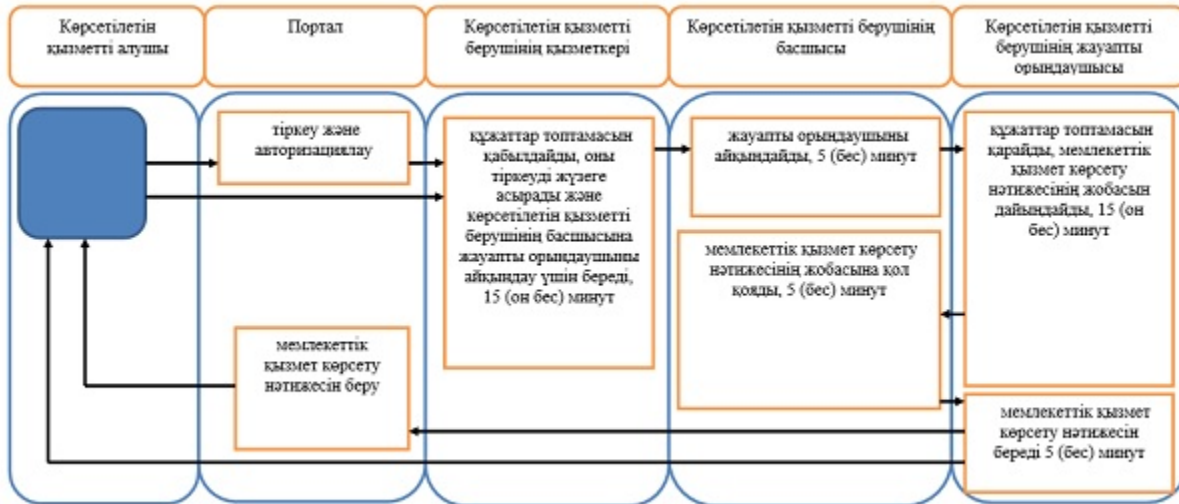 Көрсетілетін
қызметті алушы
Портал
Көрсетілетін қызметті
берушінің қызметкері
Көрсетілетін қызметті берушінің
басшысы
Көрсетілетін қызметті
берушінің жауапты
орындаушысы
тіркеу және
авторизациялау
құжаттар топтамасын
қабылдайды, оны
тіркеуді жүзеге
асырады және
көрсетілетін қызметті
берушінің басшысына
жауапты орындаушыны
айқындау үшін береді,
15 (он бес) минут
жауапты орындаушыны
айқындайды, 5 (бес) минут
құжаттар топтамасын
қарайды, мемлекеттік
қызмет көрсету
нәтижесінің жобасын
дайындайды, 15 (он
бес) минут
мемлекеттік қызмет көрсету
нәтижесінің жобасына қол
қояды, 5 (бес) минут
мемлекеттік
қызмет көрсету
нәтижесін беру
мемлекеттік қызмет
көрсету нәтижесін
береді 5 (бес) минут